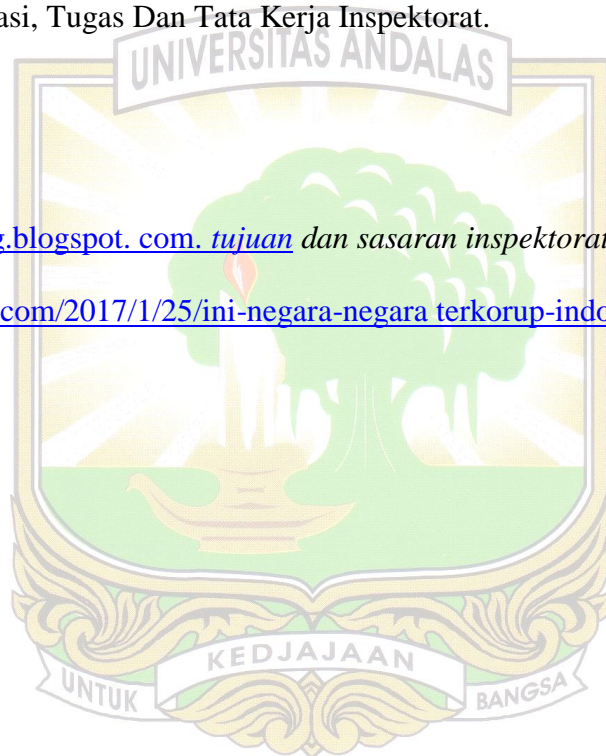 asi, Tugas Dan Tata Kerja Inspektorat.
UNIVERSITAS ANDALAS
g.blogspot. com. tujuan dan sasaran inspektorat
com/2017/1/25/ini-negara-negara terkorup-indo
KEDJAJAAN
UNTUK BANGSA